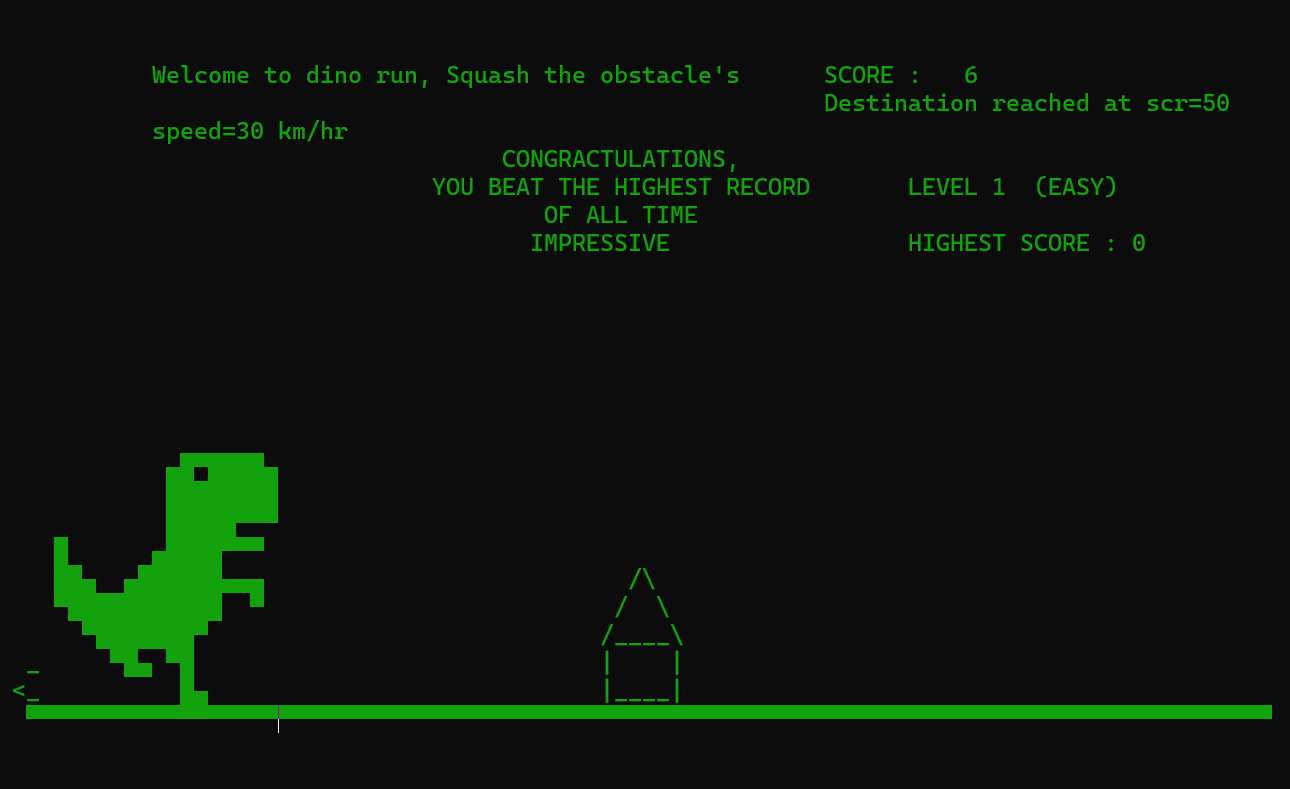 Welcome to dino run, Squash the obstacle's
SCORE : 6
Destination reached at scr=50
speed=30 km/hr
CONGRACTULATIONS,
YOU BEAT THE HIGHEST RECORD
LEVEL 1 (EASY)
OF ALL TIME
IMPRESSIVE
HIGHEST SCORE : 0